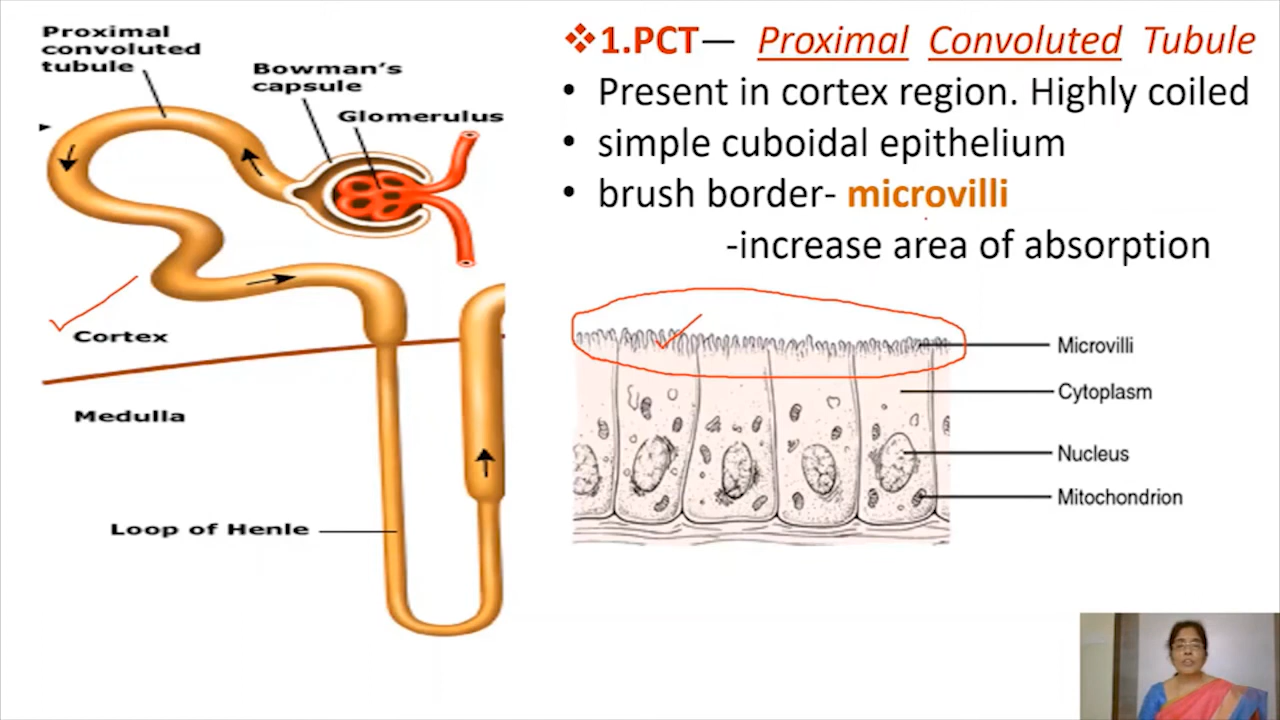 Proximal
convoluted
tubule
Bowman's
capsule
Glomerulus
Cortex
Medulla
Loop of Henle
❖1.PCT— Proximal Convoluted Tubule
• Present in cortex region. Highly coiled
• simple cuboidal epithelium
• brush border- microvilli
-increase area of absorption
Microvilli
Cytoplasm
Nucleus
Mitochondrion